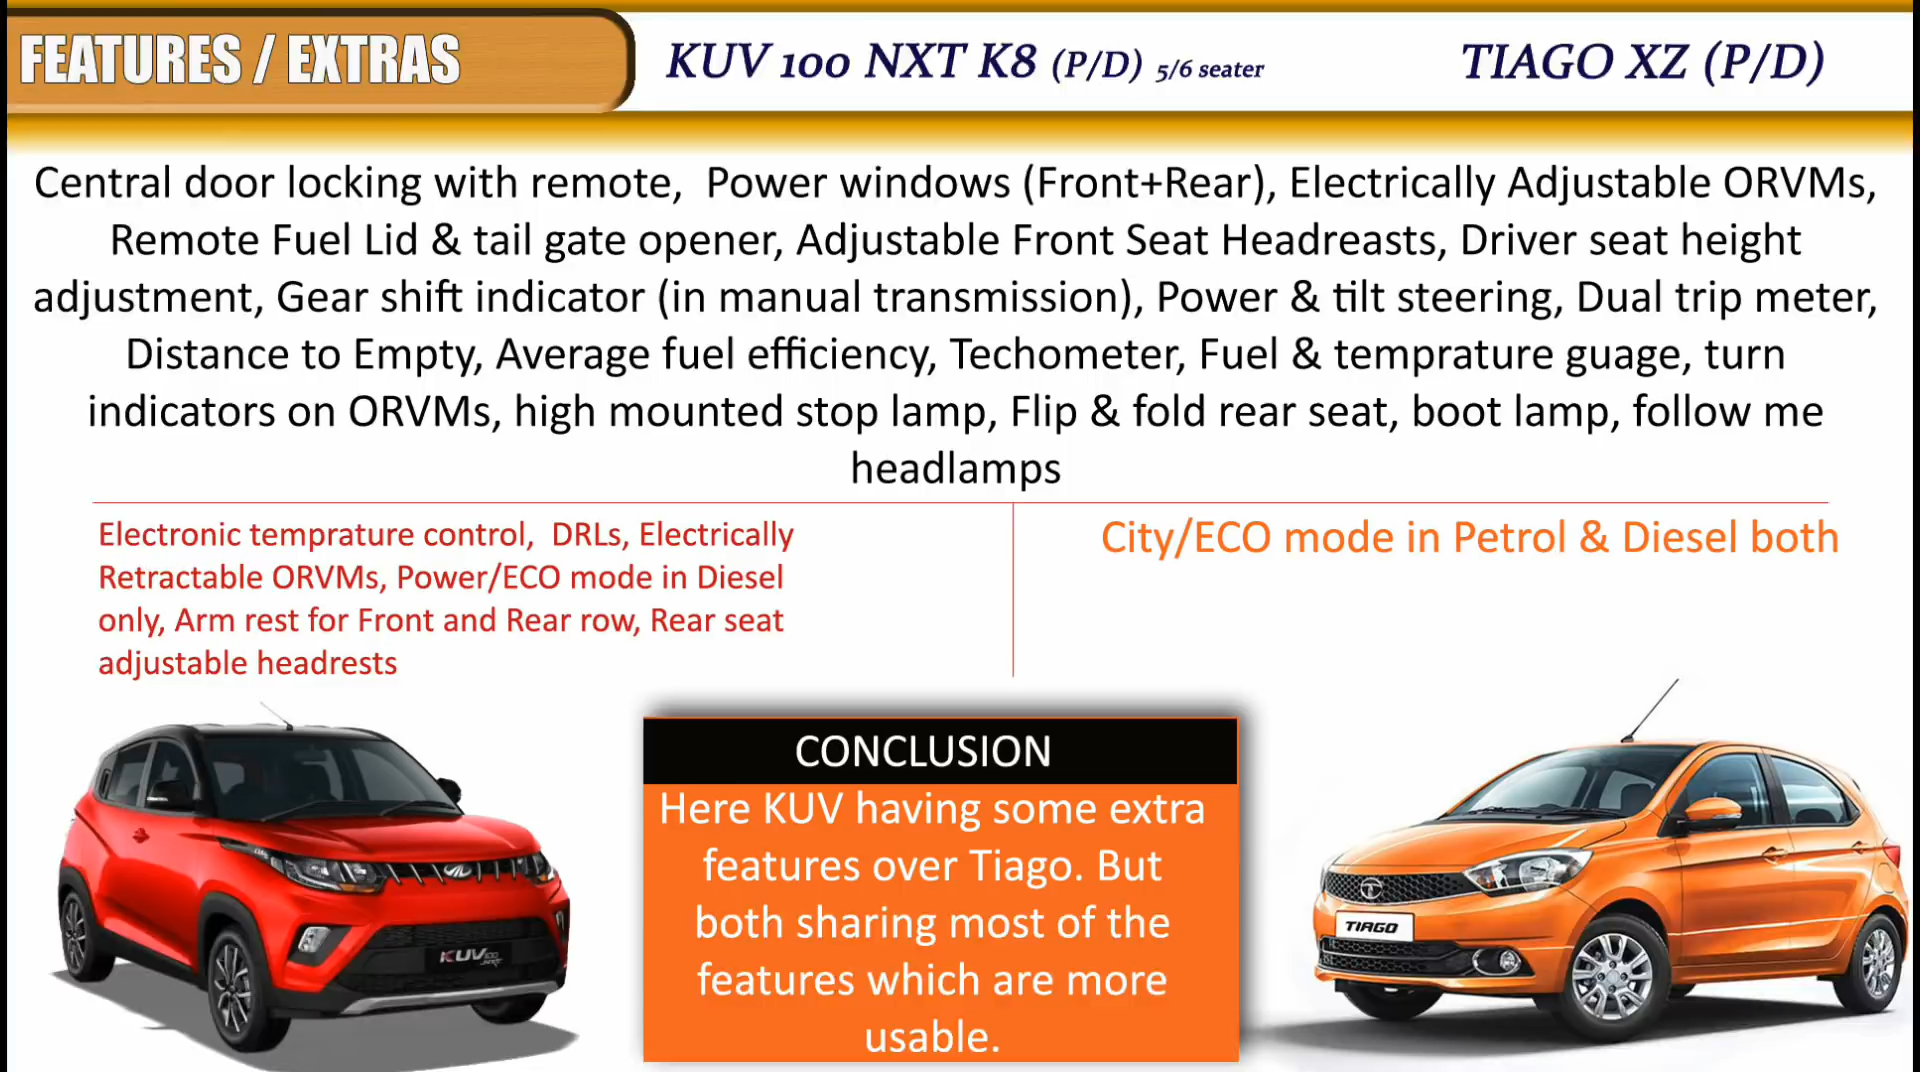 FEATURES / EXTRAS
KUV 100 NXT K8 (P/D) 5/6 seater
TIAGO XZ (P/D)
Central door locking with remote, Power windows (Front+Rear), Electrically Adjustable ORVMs,
Remote Fuel Lid & tail gate opener, Adjustable Front Seat Headreasts, Driver seat height
adjustment, Gear shift indicator (in manual transmission), Power & tilt steering, Dual trip meter,
Distance to Empty, Average fuel efficiency, Techometer, Fuel & temprature guage, turn
indicators on ORVMs, high mounted stop lamp, Flip & fold rear seat, boot lamp, follow me
headlamps
Electronic temprature control, DRLs, Electrically
Retractable ORVMs, Power/ECO mode in Diesel
only, Arm rest for Front and Rear row, Rear seat
adjustable headrests
City/ECO mode in Petrol & Diesel both
CONCLUSION
Here KUV having some extra
features over Tiago. But
both sharing most of the
features which are more
usable.
KUV100
NXT
TIAGO